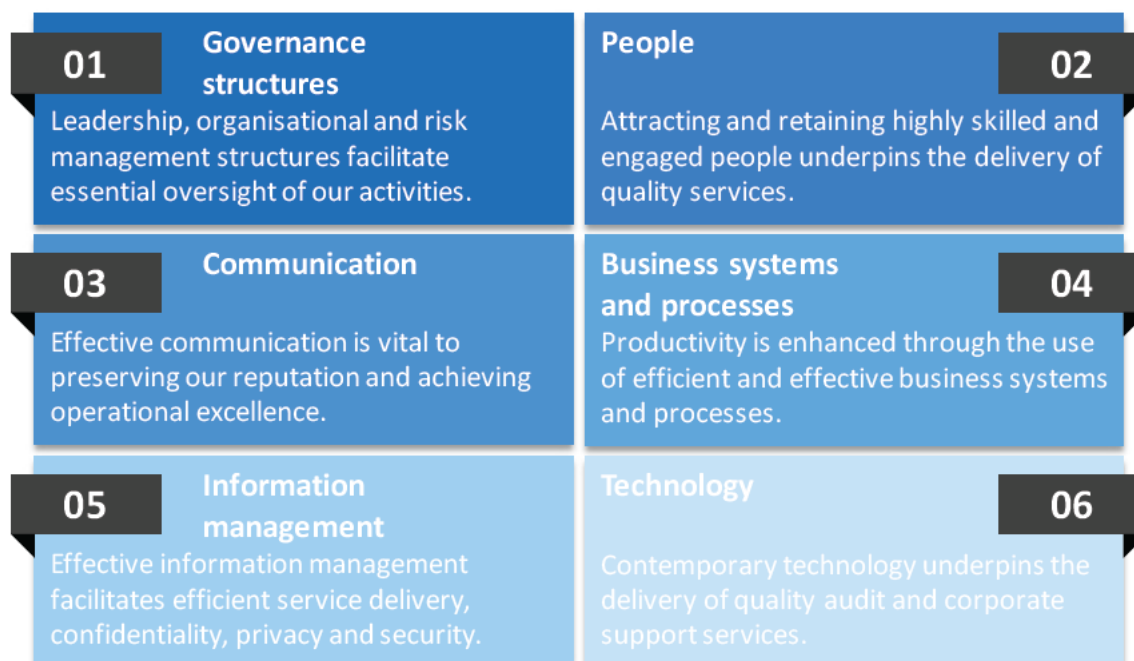 01
Governance
structures
Leadership, organisational and risk
management structures facilitate
essential oversight of our activities.
People
02
Attracting and retaining highly skilled and
engaged people underpins the delivery of
quality services.
03
Communication
Effective communication is vital to
preserving our reputation and achieving
operational excellence.
Business systems
and processes
04
Productivity is enhanced through the use
of efficient and effective business systems
and processes.
05
Information
management
Effective information management
facilitates efficient service delivery,
confidentiality, privacy and security.
Technology
06
Contemporary technology underpins the
delivery of quality audit and corporate
support services.